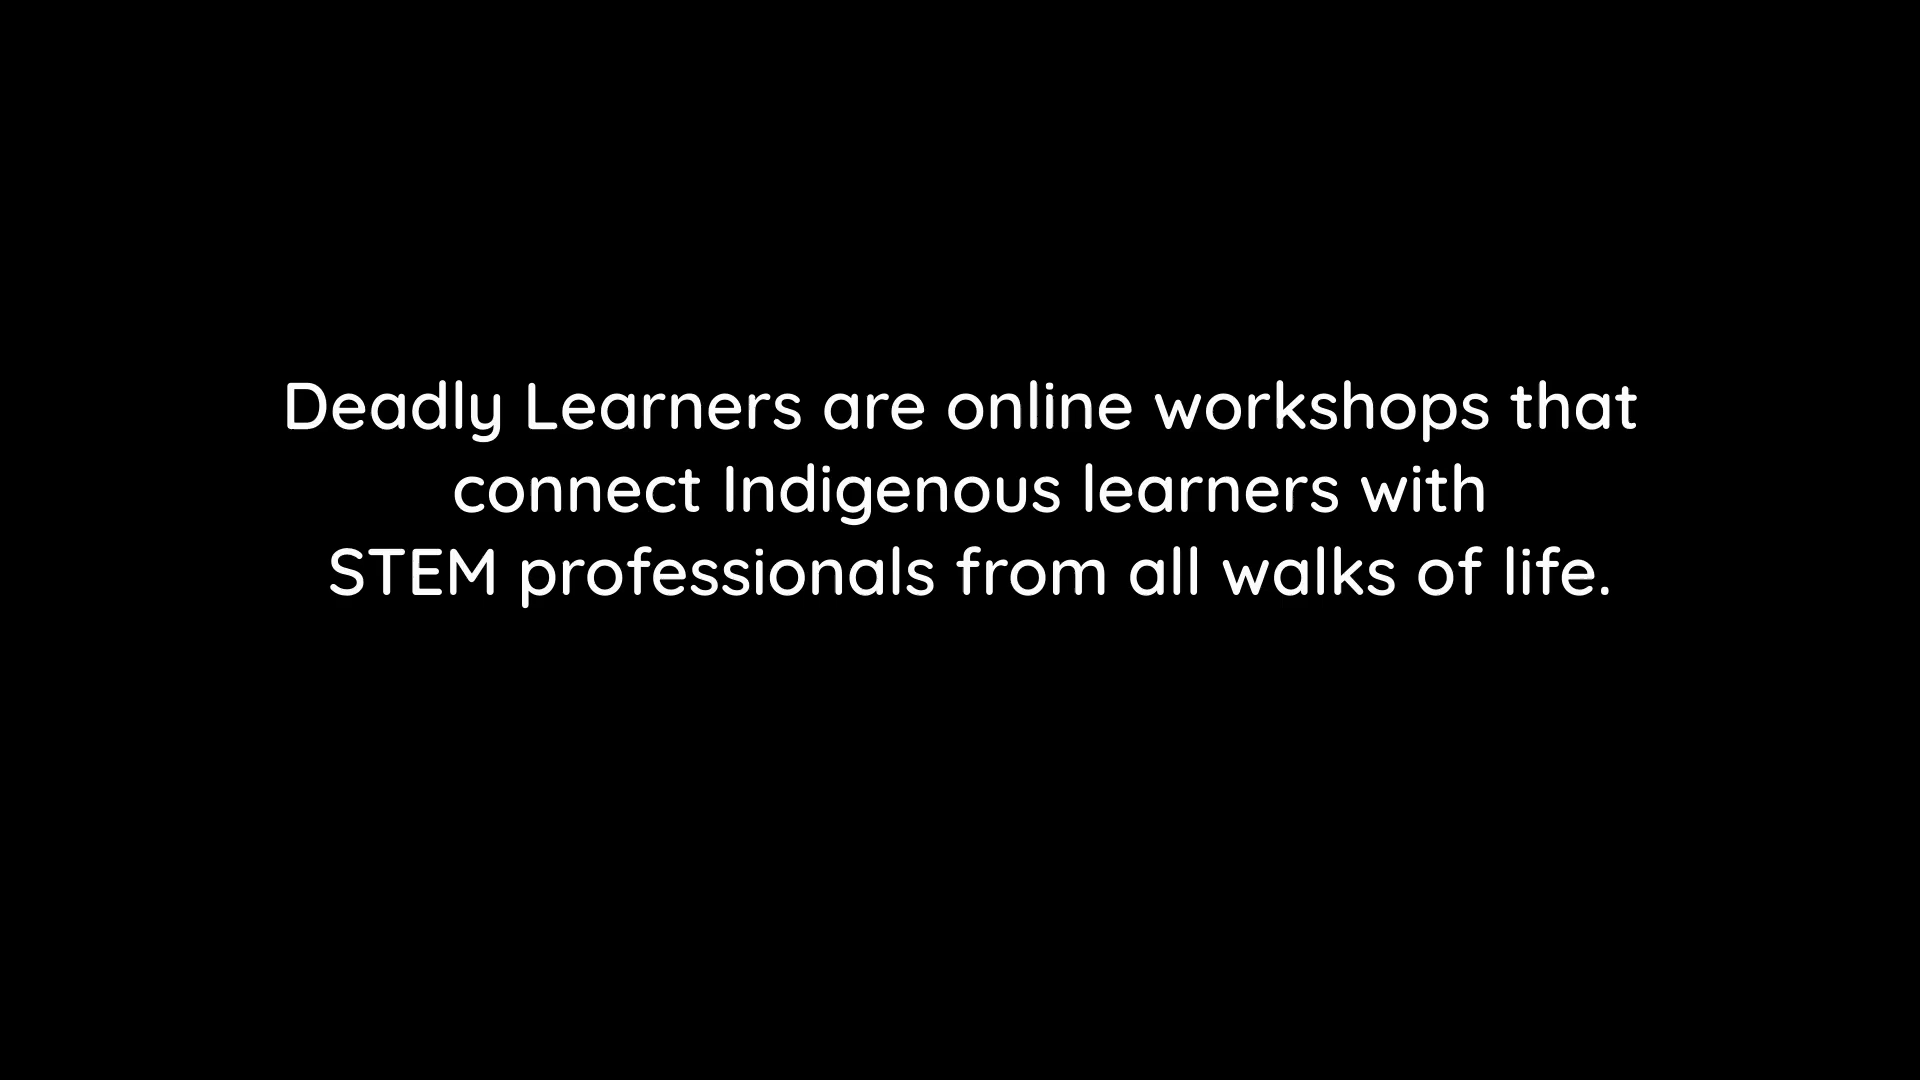 Deadly Learners are online workshops that
connect Indigenous learners with
STEM professionals from all walks of life.